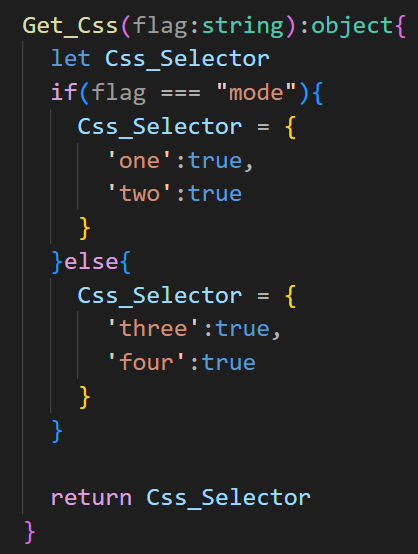 Get_Css(flag:string):object{
  let Css_Selector
  if(flag === "mode"){
    Css_Selector = {
      'one':true,
      'two':true
    }
  }else{
    Css_Selector = {
      'three':true,
      'four':true
    }
  }

  return Css_Selector
}